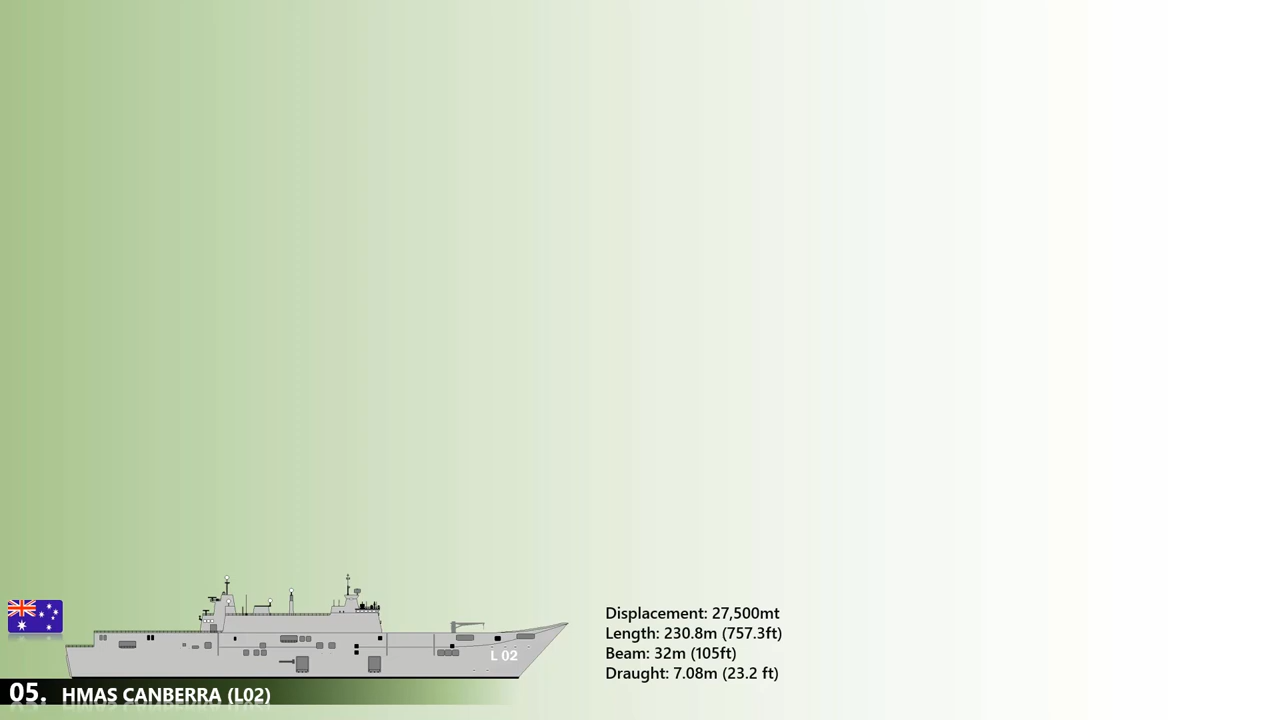 L 02
Displacement: 27,500mt
Length: 230.8m (757.3ft)
Beam: 32m (105ft)
Draught: 7.08m (23.2 ft)
05. HMAS CANBERRA (L02)